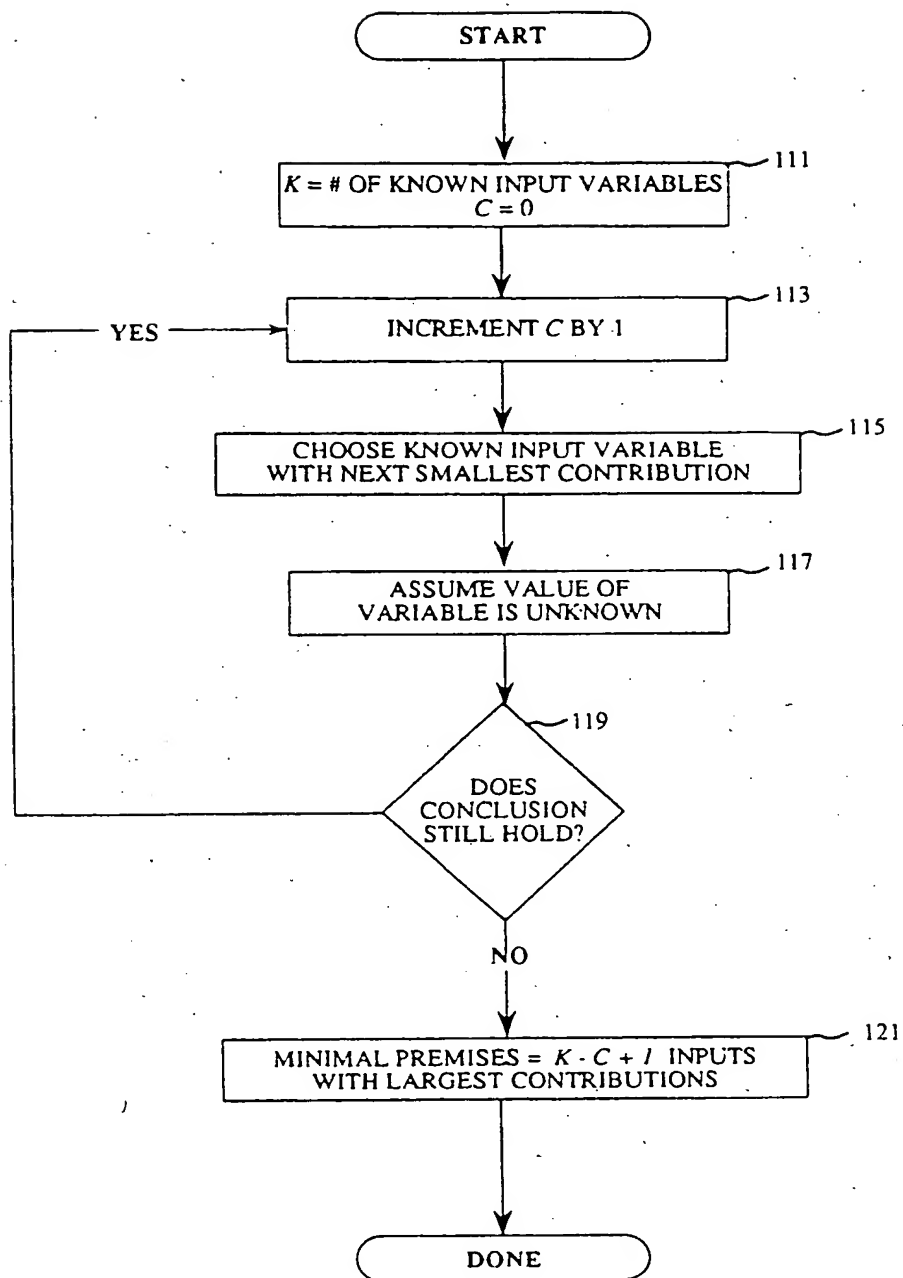 START
111
K = # OF KNOWN INPUT VARIABLES
C = 0
113
YES
INCREMENT C BY 1
115
CHOOSE KNOWN INPUT VARIABLE
WITH NEXT SMALLEST CONTRIBUTION
117
ASSUME VALUE OF
VARIABLE IS UNKNOWN
119
DOES
CONCLUSION
STILL HOLD?
NO
121
MINIMAL PREMISES = K - C + 1 INPUTS
WITH LARGEST CONTRIBUTIONS
DONE